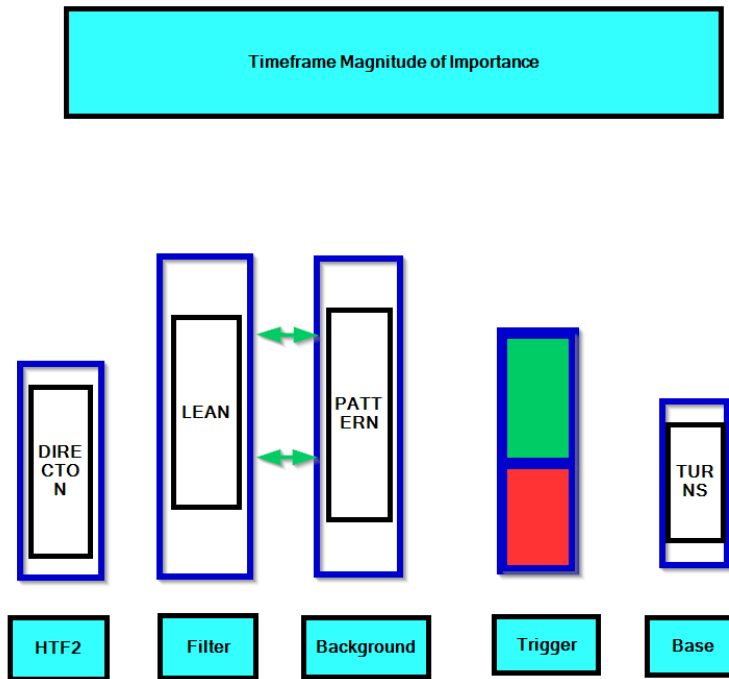 Timeframe Magnitude of Importance
DIRE
CTO
N
LEAN
PATT
ERN
TUR
NS
HTF2
Filter
Background
Trigger
Base